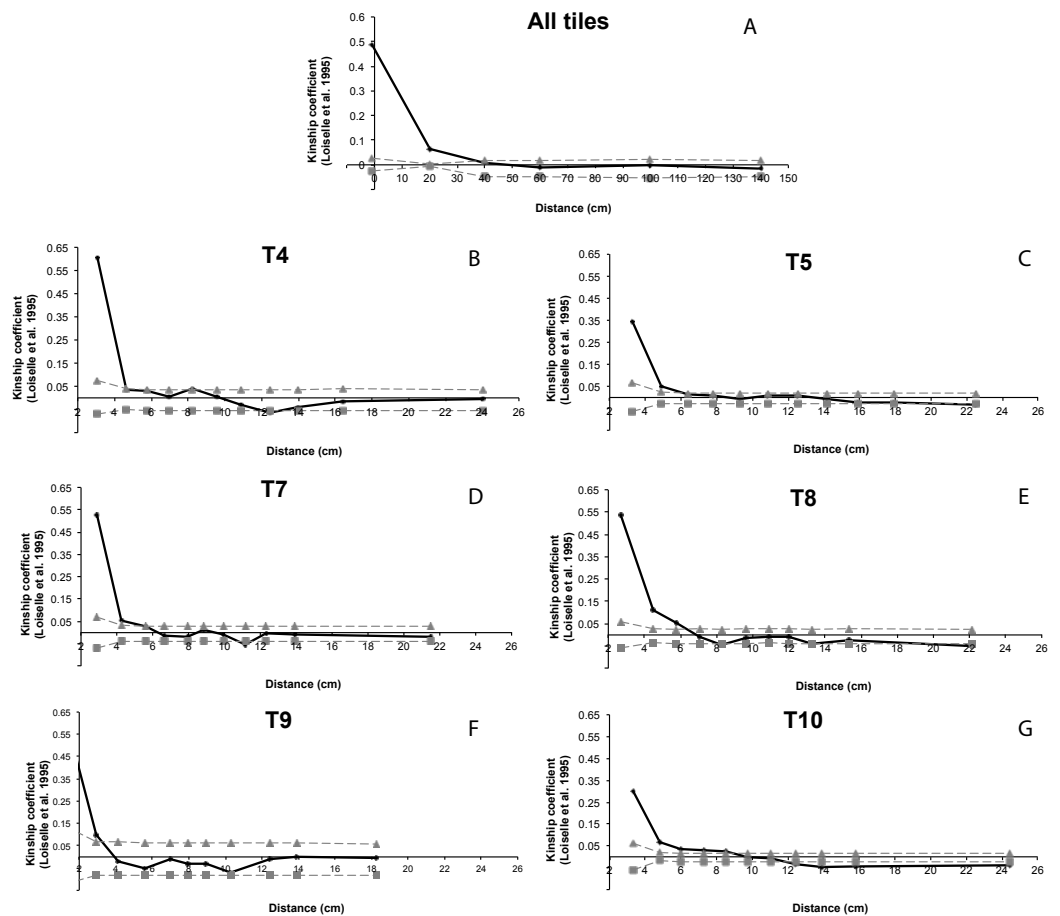 All tiles
A
Kinship coefficient
(Loiselle et al. 1995)
0.6
0.5
0.4
0.3
0.2
0.1
0
0 10 20 30 40 50 60 70 80 90 100 110 120 130 140 150
Distance (cm)
T4
B
Kinship coefficient
(Loiselle et al. 1995)
0.65
0.55
0.45
0.35
0.25
0.15
0.05
2 4 6 8 10 12 14 16 18 20 22 24 26
Distance (cm)
T5
C
Kinship coefficient
(Loiselle et al. 1995)
0.65
0.55
0.45
0.35
0.25
0.15
0.05
2 4 6 8 10 12 14 16 18 20 22 24 26
Distance (cm)
T7
D
Kinship coefficient
(Loiselle et al. 1995)
0.65
0.55
0.45
0.35
0.25
0.15
0.05
2 4 6 8 10 12 14 16 18 20 22 24 26
Distance (cm)
T8
E
Kinship coefficient
(Loiselle et al. 1995)
0.65
0.55
0.45
0.35
0.25
0.15
0.05
2 4 6 8 10 12 14 16 18 20 22 24 26
Distance (cm)
T9
F
Kinship coefficient
(Loiselle et al. 1995)
0.65
0.55
0.45
0.35
0.25
0.15
0.05
2 4 6 8 10 12 14 16 18 20 22 24 26
Distance (cm)
T10
G
Kinship coefficient
(Loiselle et al. 1995)
0.65
0.55
0.45
0.35
0.25
0.15
0.05
2 4 6 8 10 12 14 16 18 20 22 24 26
Distance (cm)